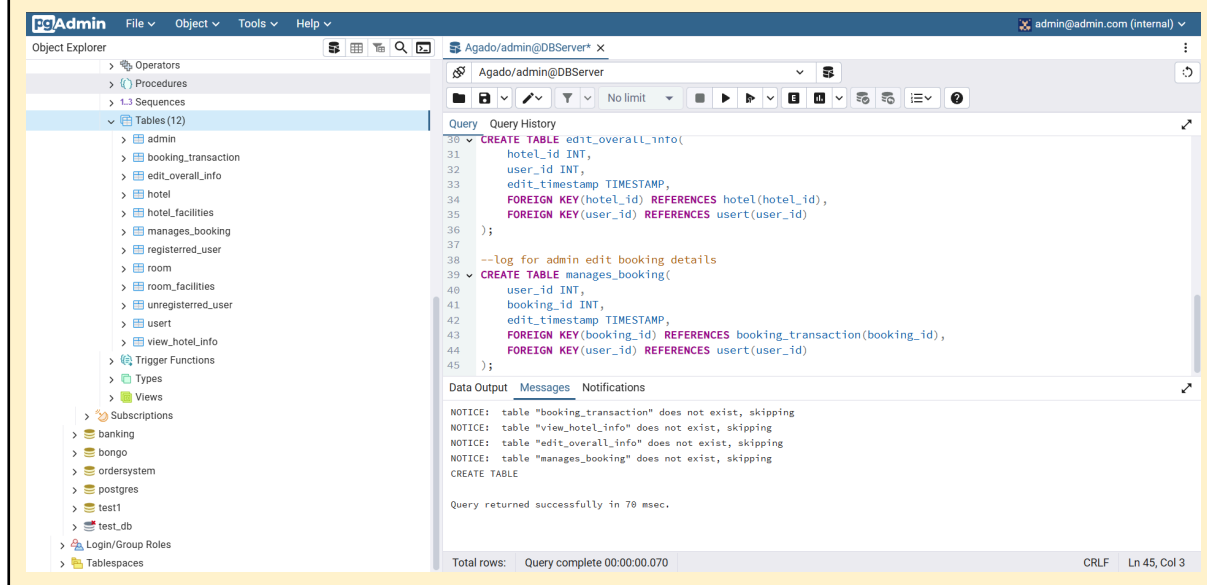 pgAdmin File Object Tools Help admin@admin.com (internal)
Object Explorer
Agado/admin@DBServer*
Operators
Procedures
1..3 Sequences
Tables (12)
admin
booking_transaction
edit_overall_info
hotel
hotel_facilities
manages_booking
registerred_user
room
room_facilities
unregisterred_user
usert
view_hotel_info
Trigger Functions
Types
Views
Subscriptions
banking
bongo
ordersystem
postgres
test1
test_db
Login/Group Roles
Tablespaces
Agado/admin@DBServer
No limit
Query Query History
30 CREATE TABLE edit_overall_info(
31 hotel_id INT,
32 user_id INT,
33 edit_timestamp TIMESTAMP,
34 FOREIGN KEY(hotel_id) REFERENCES hotel(hotel_id),
35 FOREIGN KEY(user_id) REFERENCES usert(user_id)
36 );
37
38 --log for admin edit booking details
39 CREATE TABLE manages_booking(
40 user_id INT,
41 booking_id INT,
42 edit_timestamp TIMESTAMP,
43 FOREIGN KEY(booking_id) REFERENCES booking_transaction(booking_id),
44 FOREIGN KEY(user_id) REFERENCES usert(user_id)
45 );
Data Output Messages Notifications
NOTICE: table "booking_transaction" does not exist, skipping
NOTICE: table "view_hotel_info" does not exist, skipping
NOTICE: table "edit_overall_info" does not exist, skipping
NOTICE: table "manages_booking" does not exist, skipping
CREATE TABLE
Query returned successfully in 70 msec.
Total rows: Query complete 00:00:00.070 CRLF Ln 45, Col 3